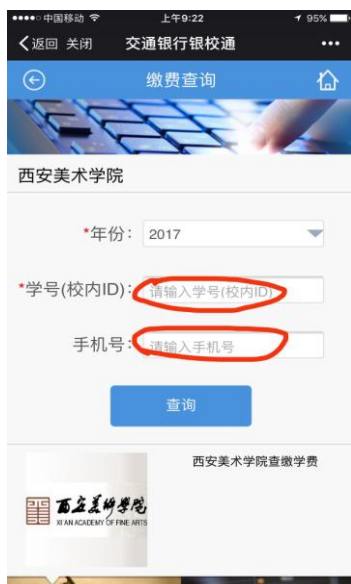 中国移动 上午9:22 95%
返回 关闭 交通银行银校通
缴费查询
西安美术学院
*年份： 2017
*学号(校内ID)： 请输入学号(校内ID)
手机号： 请输入手机号
查询
西安美术学院查缴学费
西安美术学院
XI AN ACADEMY OF FINE ARTS